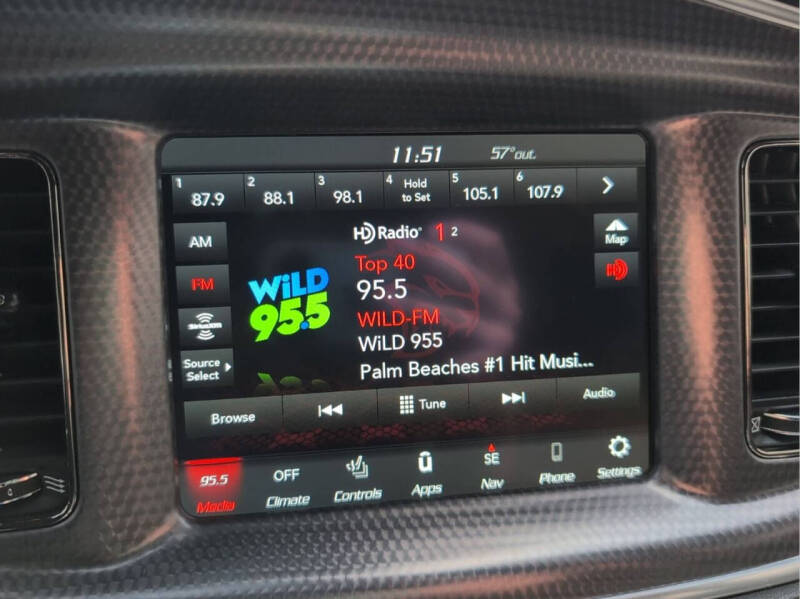 11:51 57° out.
1 87.9 2 88.1 3 98.1 4 Hold to Set 5 105.1 6 107.9
AM
FM
SiriusXM
Source Select
HD Radio® 1 2
Map
Top 40
95.5
WILD-FM
WiLD 955
Palm Beaches #1 Hit Musi...
WiLD
95.5
Browse Tune Audio
95.5 OFF ū SE
Media Climate Controls Apps Nav Phone Settings